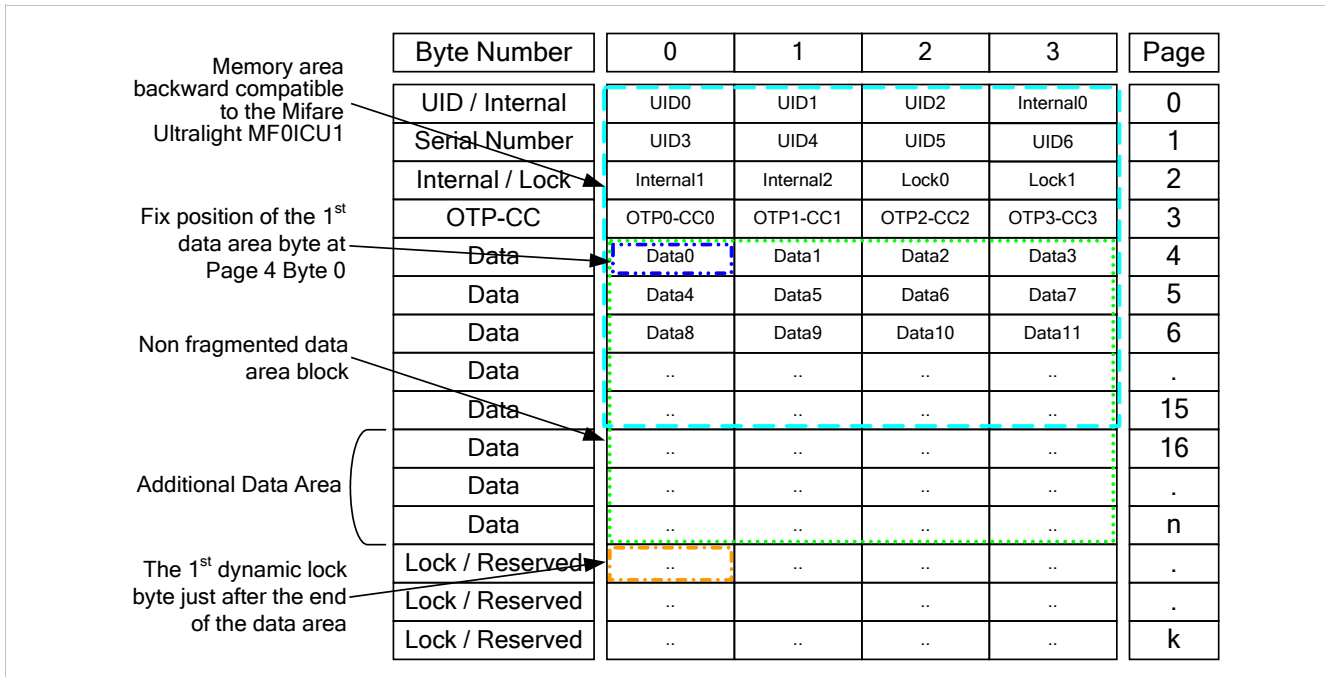 Byte Number 0 1 2 3 Page
Memory area
backward compatible
to the Mifare
Ultralight MF0ICU1
UID / Internal UID0 UID1 UID2 Internal0 0
Serial Number UID3 UID4 UID5 UID6 1
Internal / Lock Internal1 Internal2 Lock0 Lock1 2
OTP-CC OTP0-CC0 OTP1-CC1 OTP2-CC2 OTP3-CC3 3
Fix position of the 1st
data area byte at
Page 4 Byte 0
Data Data0 Data1 Data2 Data3 4
Data Data4 Data5 Data6 Data7 5
Data Data8 Data9 Data10 Data11 6
Non fragmented data
area block
Data .. .. .. .. .
Data .. .. .. .. 15
Data .. .. .. .. 16
Additional Data Area
Data .. .. .. .. .
Data .. .. .. .. n
Lock / Reserved .. .. .. .. .
The 1st dynamic lock
byte just after the end
of the data area
Lock / Reserved .. .. .. .
Lock / Reserved .. .. .. .. k